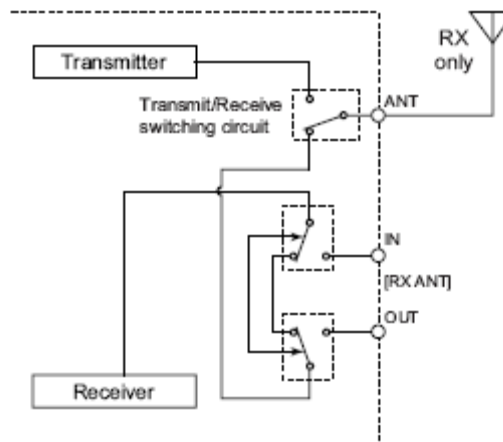 RX
only
Transmitter
ANT
Transmit/Receive
switching circuit
IN
[RX ANT]
OUT
Receiver